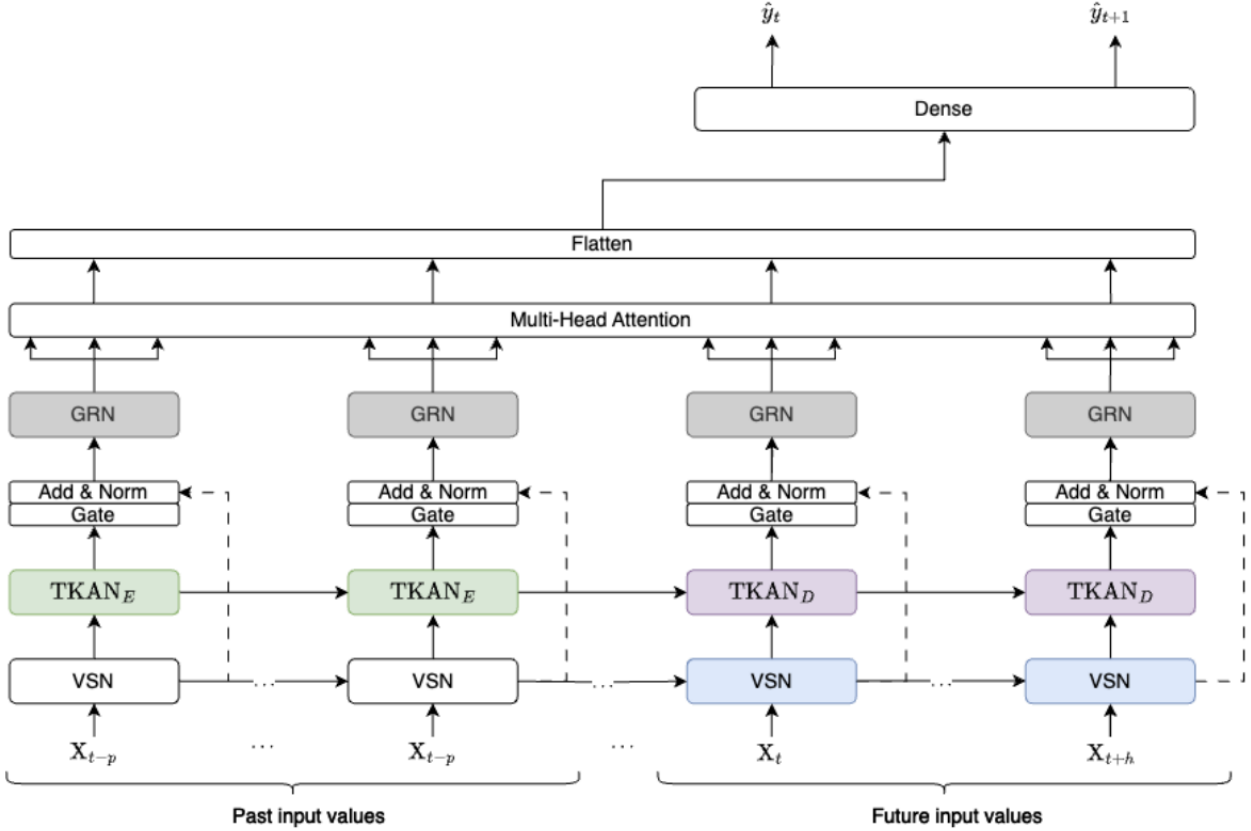 ŷₜ ŷₜ₊₁
Dense
Flatten
Multi-Head Attention
GRN GRN GRN GRN
Add & Norm Add & Norm Add & Norm Add & Norm
Gate Gate Gate Gate
TKAN_E TKAN_E TKAN_D TKAN_D
VSN ... VSN ... VSN ... VSN
X_{t−p} ... X_{t−p} ... X_t X_{t+h}
Past input values Future input values